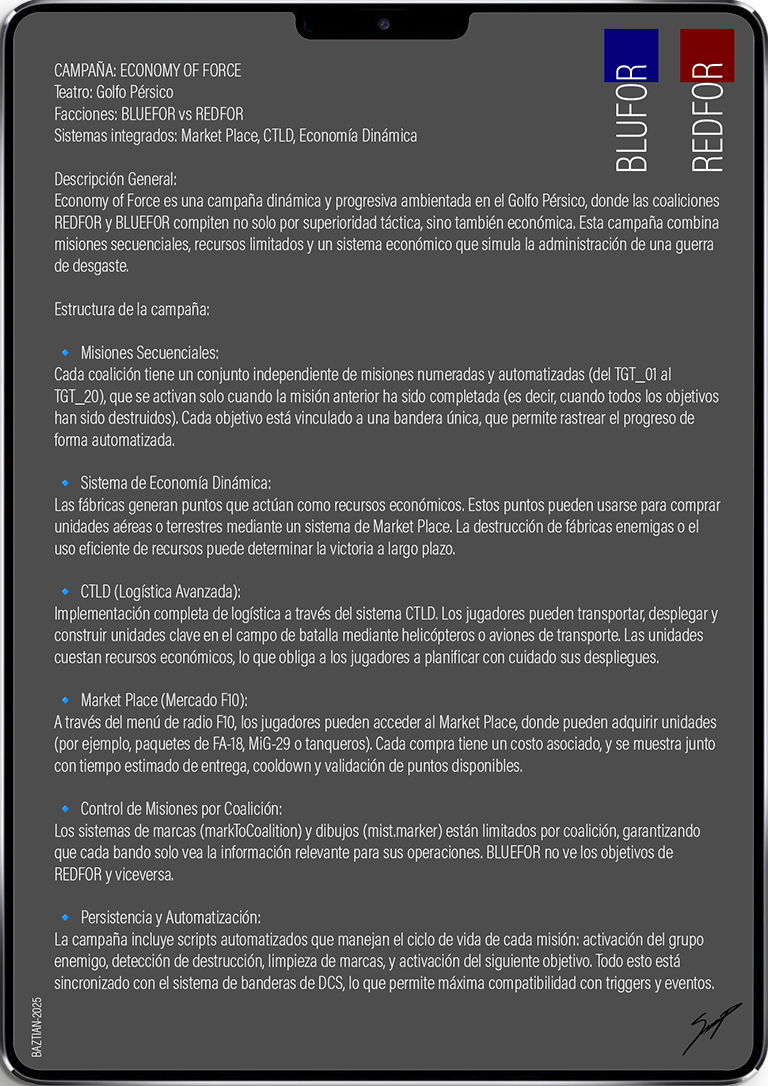 CAMPAÑA: ECONOMY OF FORCE
Teatro: Golfo Pérsico
Facciones: BLUEFOR vs REDFOR
Sistemas integrados: Market Place, CTLD, Economía Dinámica
BLUFOR
REDFOR
Descripción General:
Economy of Force es una campaña dinámica y progresiva ambientada en el Golfo Pérsico, donde las coaliciones
REDFOR y BLUEFOR compiten no solo por superioridad táctica, sino también económica. Esta campaña combina
misiones secuenciales, recursos limitados y un sistema económico que simula la administración de una guerra
de desgaste.
Estructura de la campaña:
🔹 Misiones Secuenciales:
Cada coalición tiene un conjunto independiente de misiones numeradas y automatizadas (del TGT_01 al
TGT_20), que se activan solo cuando la misión anterior ha sido completada (es decir, cuando todos los objetivos
han sido destruidos). Cada objetivo está vinculado a una bandera única, que permite rastrear el progreso de
forma automatizada.
🔹 Sistema de Economía Dinámica:
Las fábricas generan puntos que actúan como recursos económicos. Estos puntos pueden usarse para comprar
unidades aéreas o terrestres mediante un sistema de Market Place. La destrucción de fábricas enemigas o el
uso eficiente de recursos puede determinar la victoria a largo plazo.
🔹 CTLD (Logística Avanzada):
Implementación completa de logística a través del sistema CTLD. Los jugadores pueden transportar, desplegar y
construir unidades clave en el campo de batalla mediante helicópteros o aviones de transporte. Las unidades
cuestan recursos económicos, lo que obliga a los jugadores a planificar con cuidado sus despliegues.
🔹 Market Place (Mercado F10):
A través del menú de radio F10, los jugadores pueden acceder al Market Place, donde pueden adquirir unidades
(por ejemplo, paquetes de FA-18, MiG-29 o tanqueros). Cada compra tiene un costo asociado, y se muestra junto
con tiempo estimado de entrega, cooldown y validación de puntos disponibles.
🔹 Control de Misiones por Coalición:
Los sistemas de marcas (markToCoalition) y dibujos (mist.marker) están limitados por coalición, garantizando
que cada bando solo vea la información relevante para sus operaciones. BLUEFOR no ve los objetivos de
REDFOR y viceversa.
🔹 Persistencia y Automatización:
La campaña incluye scripts automatizados que manejan el ciclo de vida de cada misión: activación del grupo
enemigo, detección de destrucción, limpieza de marcas, y activación del siguiente objetivo. Todo esto está
sincronizado con el sistema de banderas de DCS, lo que permite máxima compatibilidad con triggers y eventos.
BAZTIAN-2025